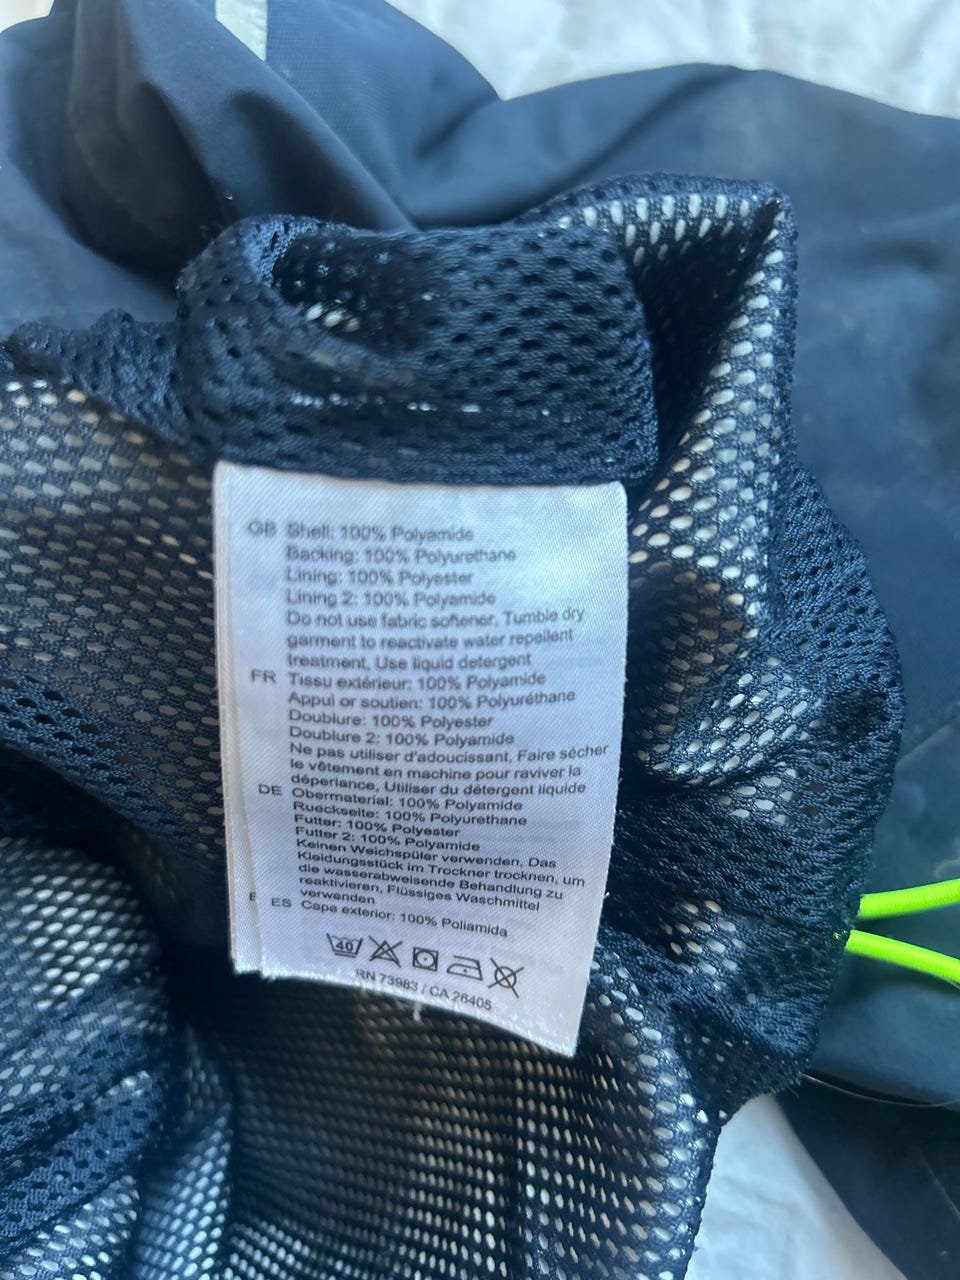 GB Shell: 100% Polyamide
Backing: 100% Polyurethane
Lining: 100% Polyester
Lining 2: 100% Polyamide
Do not use fabric softener, Tumble dry
garment to reactivate water repellent
treatment, Use liquid detergent
FR Tissu extérieur: 100% Polyamide
Appui or soutien: 100% Polyuréthane
Doublure: 100% Polyester
Doublure 2: 100% Polyamide
Ne pas utiliser d'adoucissant, Faire sécher
le vêtement en machine pour raviver la
déperlance, Utiliser du détergent liquide
DE Obermaterial: 100% Polyamide
Rueckseite: 100% Polyurethane
Futter: 100% Polyester
Futter 2: 100% Polyamide
Keinen Weichspüler verwenden, Das
Kleidungsstück im Trockner trocknen, um
die wasserabweisende Behandlung zu
reaktivieren, Flüssiges Waschmittel
verwenden
ES Capa exterior: 100% Poliamida
40
RN 73983 / CA 26405